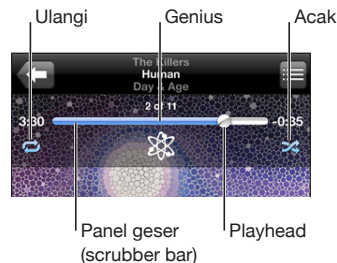 Ulangi
Genius
Acak
The Killers
Human
Day & Age
2 of 11
3:30
-0:35
Panel geser
(scrubber bar)
Playhead